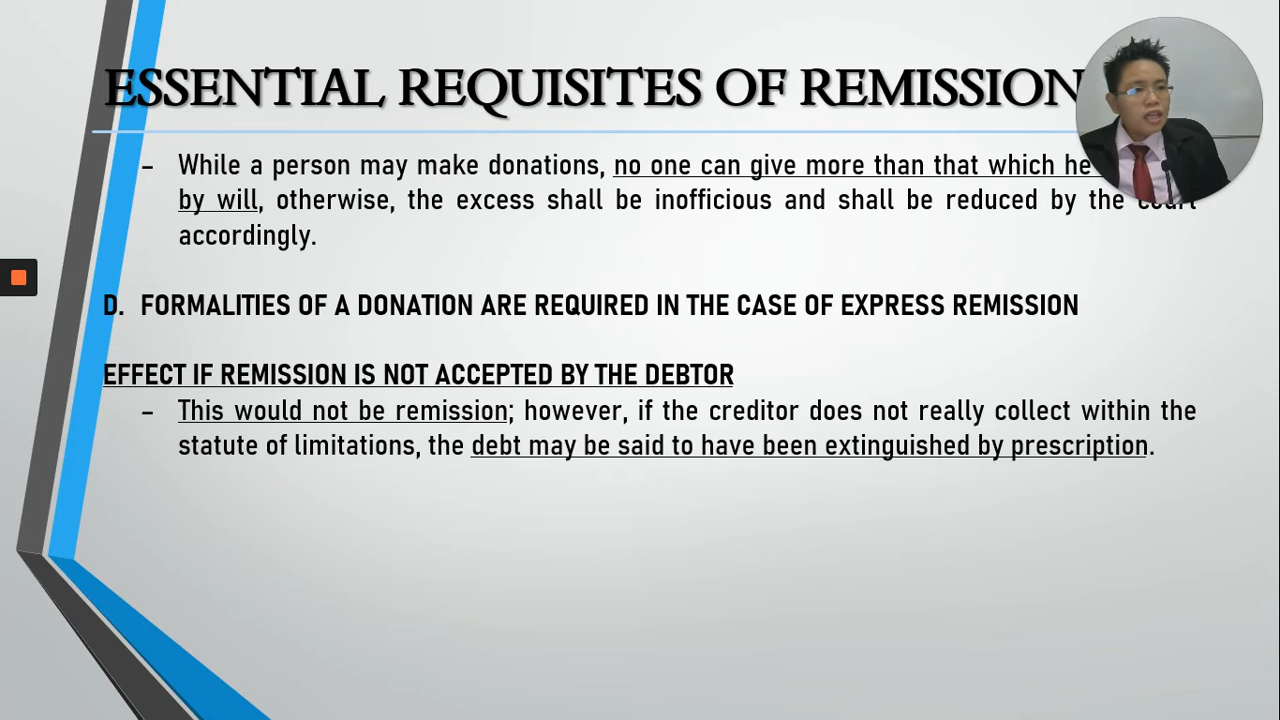 ESSENTIAL REQUISITES OF REMISSION
– While a person may make donations, no one can give more than that which he
by will, otherwise, the excess shall be inofficious and shall be reduced by the court
accordingly.
D. FORMALITIES OF A DONATION ARE REQUIRED IN THE CASE OF EXPRESS REMISSION
EFFECT IF REMISSION IS NOT ACCEPTED BY THE DEBTOR
– This would not be remission; however, if the creditor does not really collect within the
statute of limitations, the debt may be said to have been extinguished by prescription.